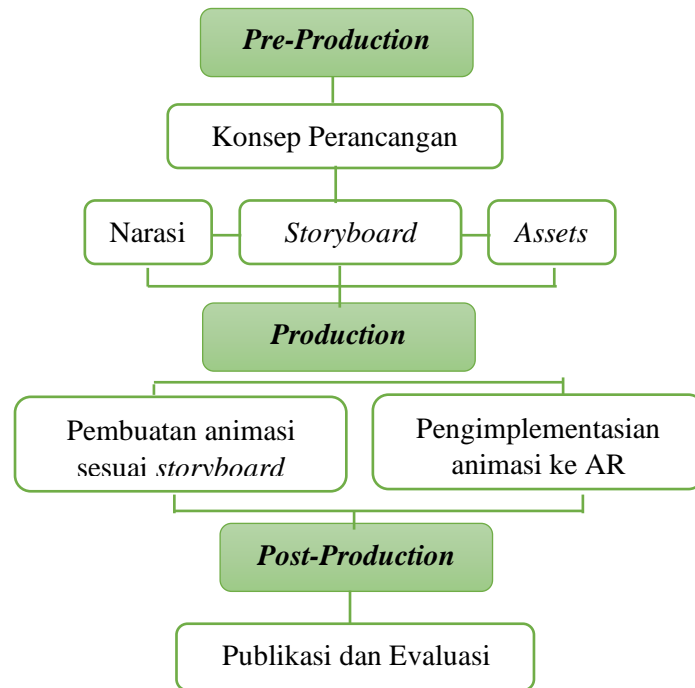 Pre-Production
Konsep Perancangan
Narasi
Storyboard
Assets
Production
Pembuatan animasi
sesuai storyboard
Pengimplementasian
animasi ke AR
Post-Production
Publikasi dan Evaluasi